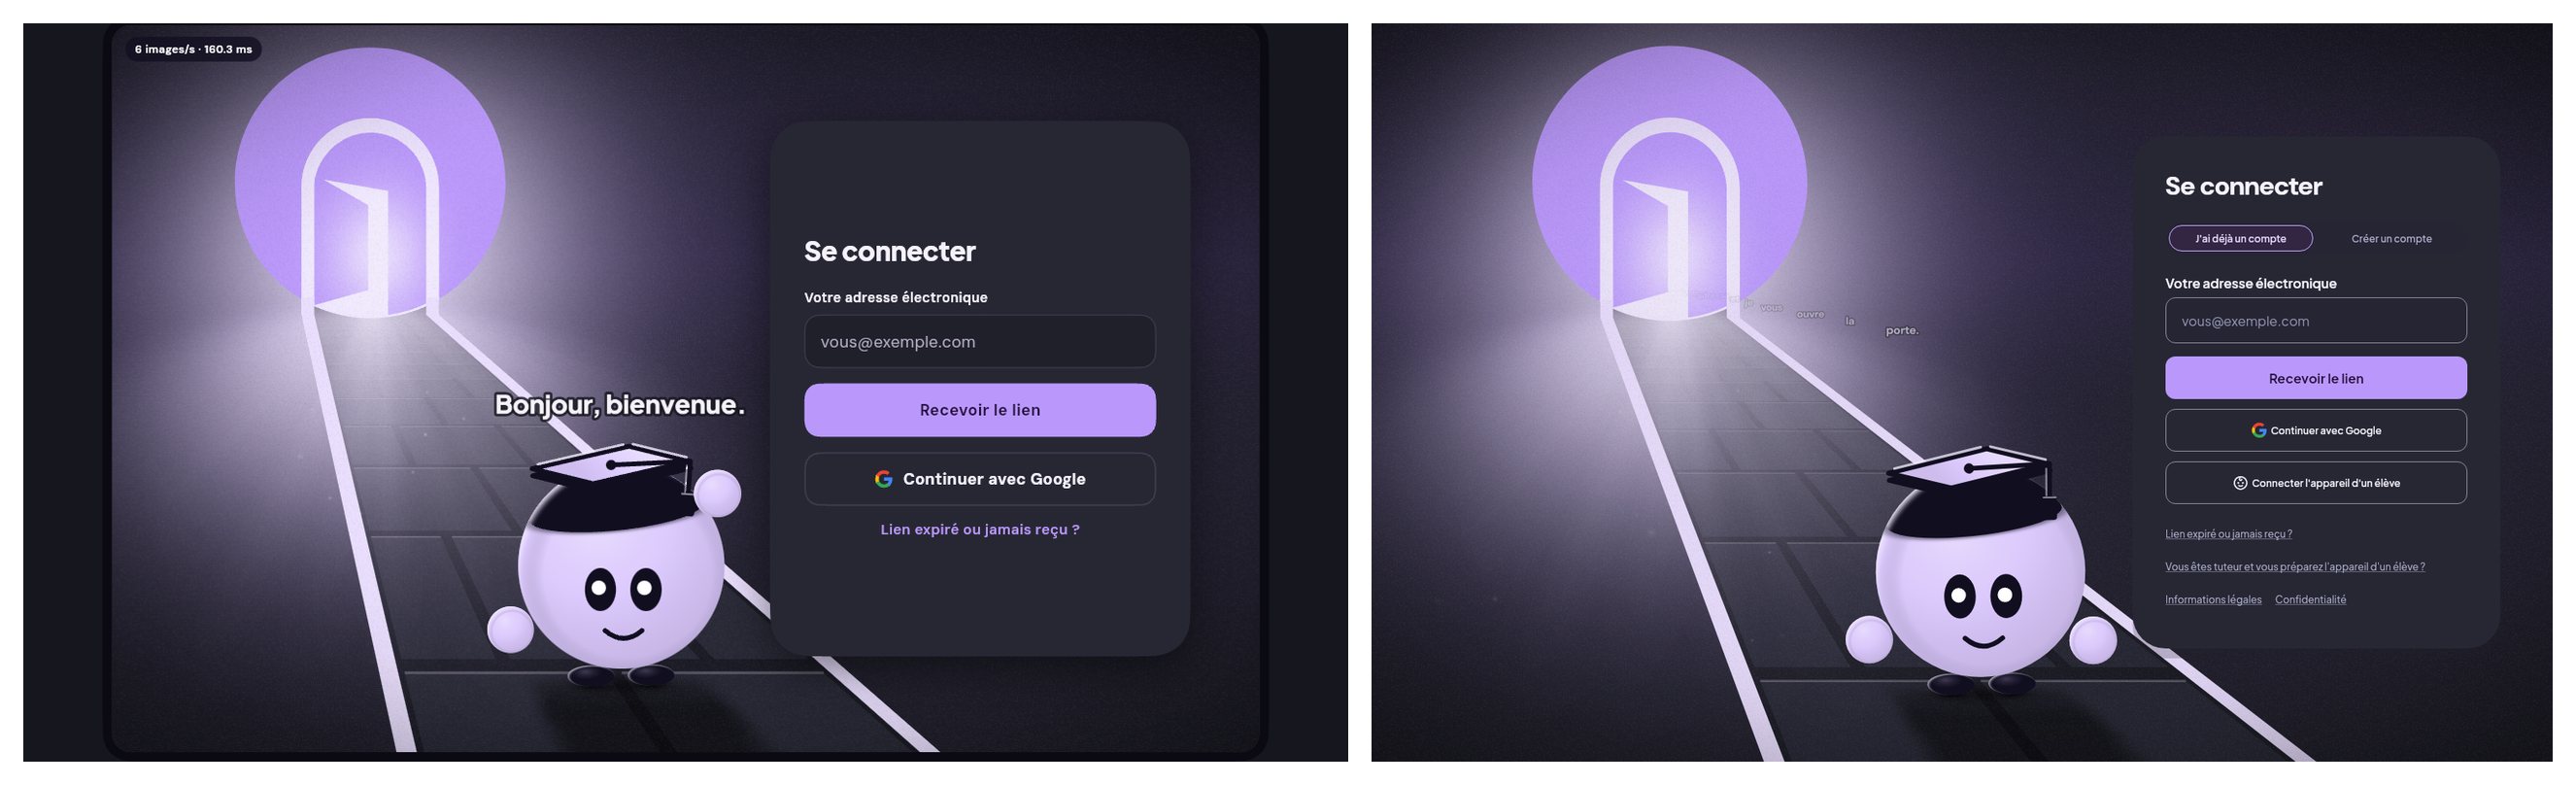 6 images/s · 160.3 ms
Se connecter
Votre adresse électronique
vous@exemple.com
Recevoir le lien
Continuer avec Google
Lien expiré ou jamais reçu ?
Bonjour, bienvenue.
Se connecter
J'ai déjà un compte
Créer un compte
Votre adresse électronique
vous@exemple.com
Recevoir le lien
Continuer avec Google
Connecter l'appareil d'un élève
Lien expiré ou jamais reçu ?
Vous êtes tuteur et vous préparez l'appareil d'un élève ?
Informations légales Confidentialité
vous ouvre la porte.